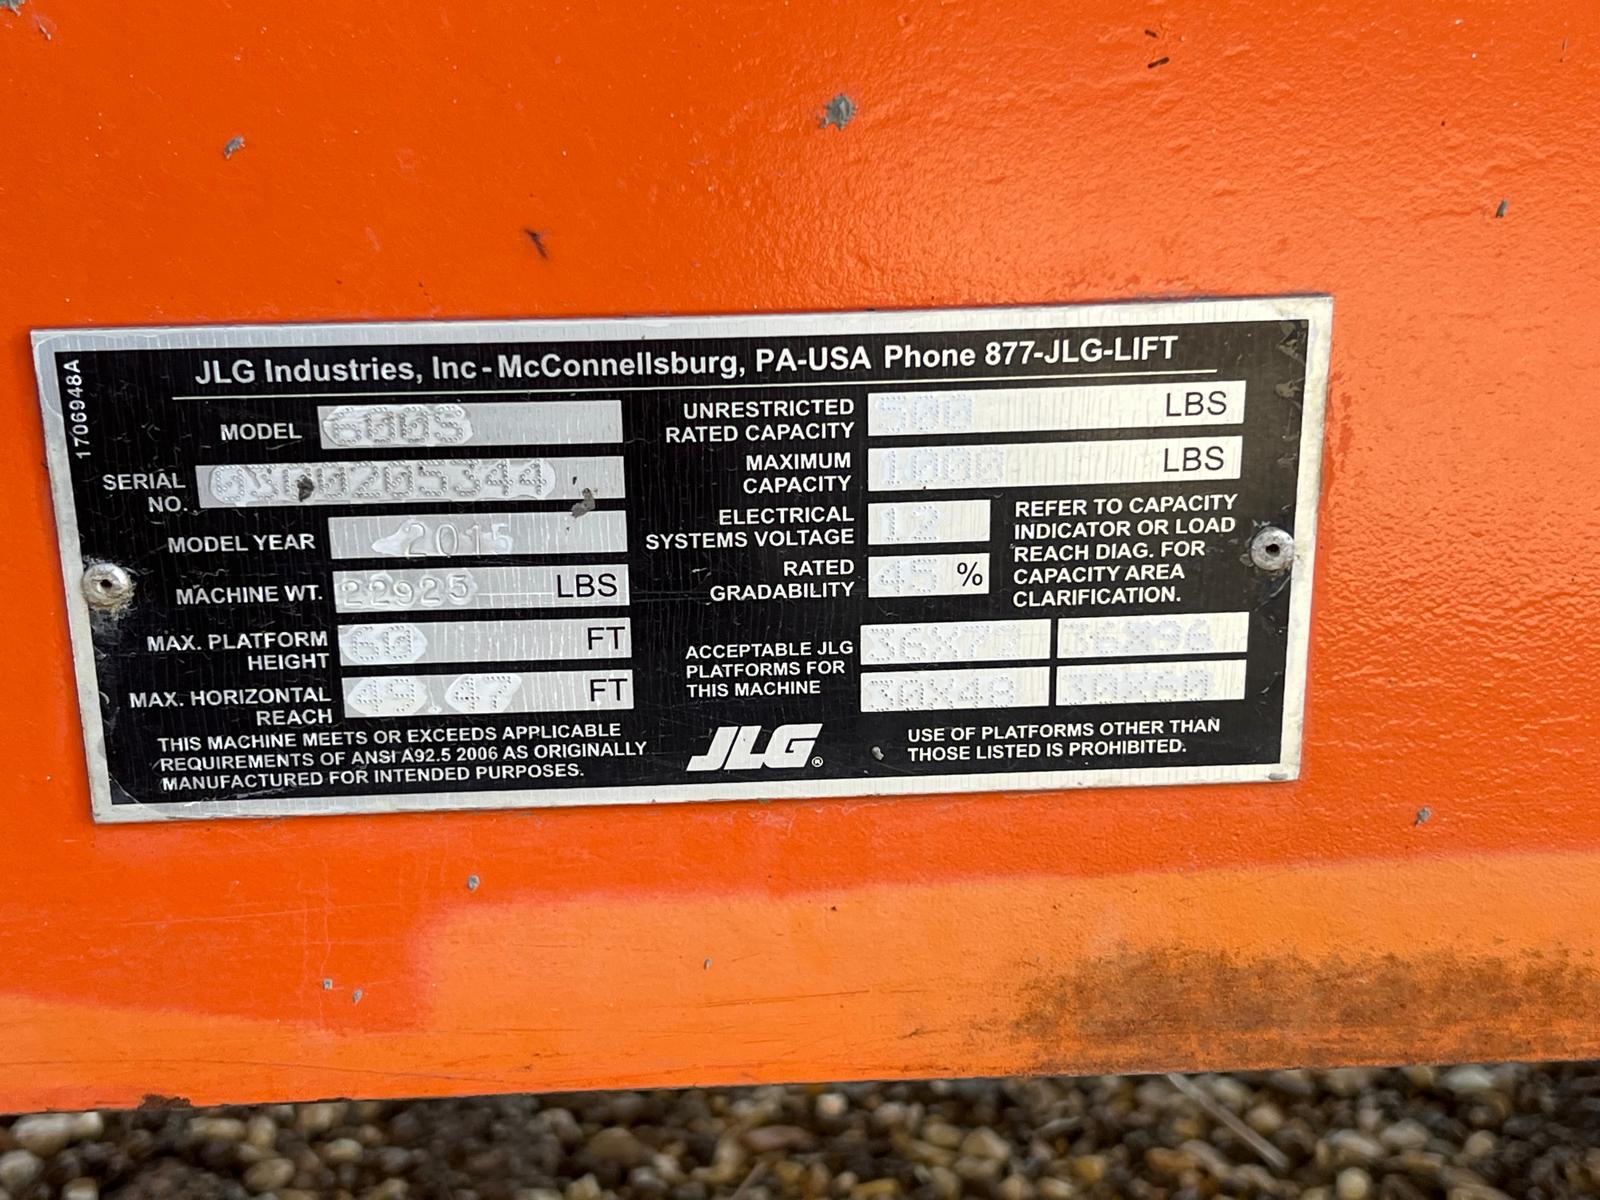 1706948A
JLG Industries, Inc - McConnellsburg, PA-USA Phone 877-JLG-LIFT
MODEL 600S
SERIAL
NO. 0300205344
MODEL YEAR 2015
MACHINE WT. 22925 LBS
MAX. PLATFORM
HEIGHT 60 FT
MAX. HORIZONTAL
REACH 49.47 FT
THIS MACHINE MEETS OR EXCEEDS APPLICABLE
REQUIREMENTS OF ANSI A92.5 2006 AS ORIGINALLY
MANUFACTURED FOR INTENDED PURPOSES.
UNRESTRICTED
RATED CAPACITY 500 LBS
MAXIMUM
CAPACITY 1000 LBS
ELECTRICAL
SYSTEMS VOLTAGE 12
RATED
GRADABILITY 45 %
REFER TO CAPACITY
INDICATOR OR LOAD
REACH DIAG. FOR
CAPACITY AREA
CLARIFICATION.
ACCEPTABLE JLG
PLATFORMS FOR
THIS MACHINE
36X72 36X96
30X48 30X60
JLG®
USE OF PLATFORMS OTHER THAN
THOSE LISTED IS PROHIBITED.